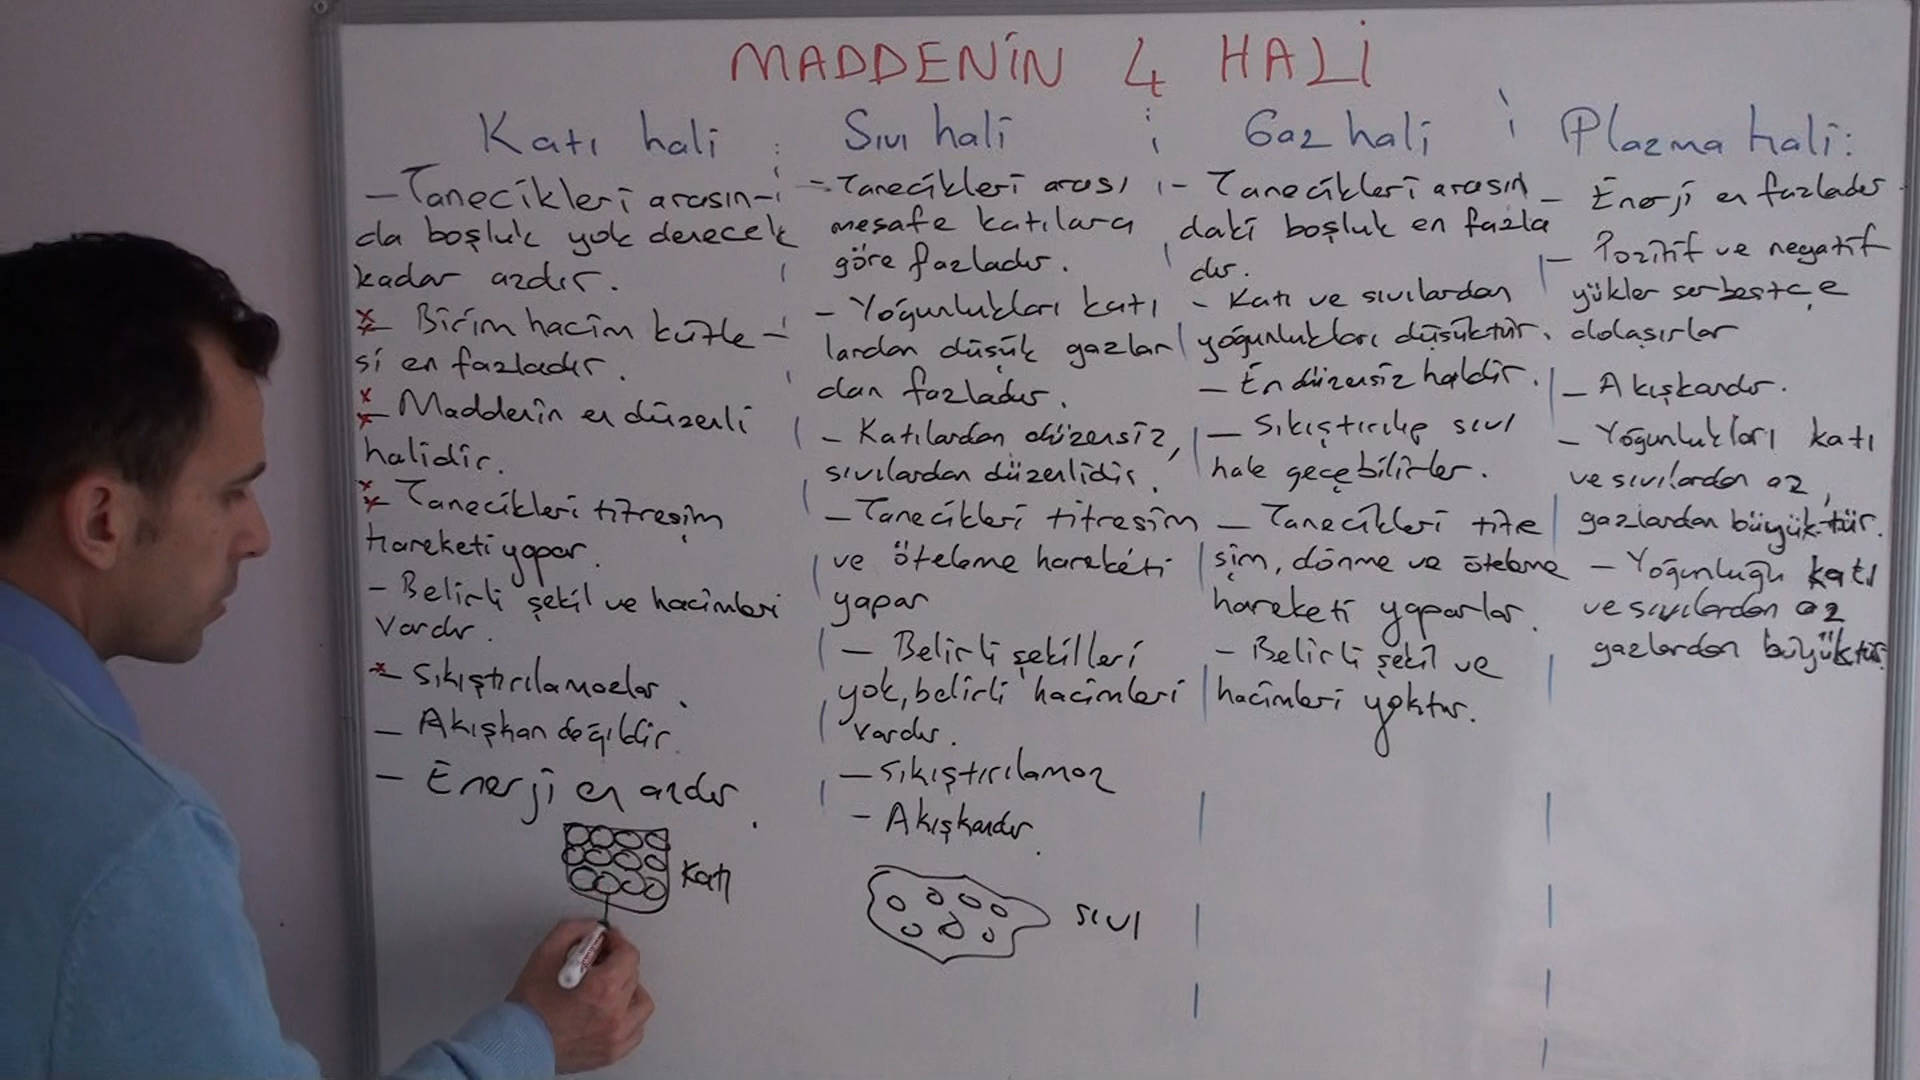 MADDENİN 4 HALİ
Katı hali
- Tanecikleri arasın-
da boşluk yok denecek
kadar azdır.
- Birim hacim kütle-
si en fazladır.
- Maddenin en düzenli
halidir.
- Tanecikleri titreşim
hareketi yapar.
- Belirli şekil ve hacimleri
vardır.
- Sıkıştırılamazlar.
- Akışkan değildir.
- Enerji en azdır.
Katı
Sıvı hali
- Tanecikleri arası
mesafe katılara
göre fazladır.
- Yoğunlukları katı
lardan düşük gazlar
dan fazladır.
- Katılardan düzensiz,
sıvılardan düzenlidir.
- Tanecikleri titreşim
ve öteleme hareketi
yapar
- Belirli şekilleri
yok, belirli hacimleri
vardır.
- Sıkıştırılamaz
- Akışkandır.
sıvı
Gaz hali
- Tanecikleri arasın
daki boşluk en fazla
dır.
- Katı ve sıvılardan
yoğunlukları düşüktür.
- En düzensiz haldir.
- Sıkıştırılıp sıvı
hale geçebilirler.
- Tanecikleri titre
şim, dönme ve öteleme
hareketi yaparlar.
- Belirli şekil ve
hacimleri yoktur.
Plazma hali:
- Enerji en fazladır
- Pozitif ve negatif
yükler serbestçe
dolaşırlar
- Akışkandır.
- Yoğunlukları katı
ve sıvılardan az,
gazlardan büyüktür.
- Yoğunluğu katı
ve sıvılardan az
gazlardan büyüktür.